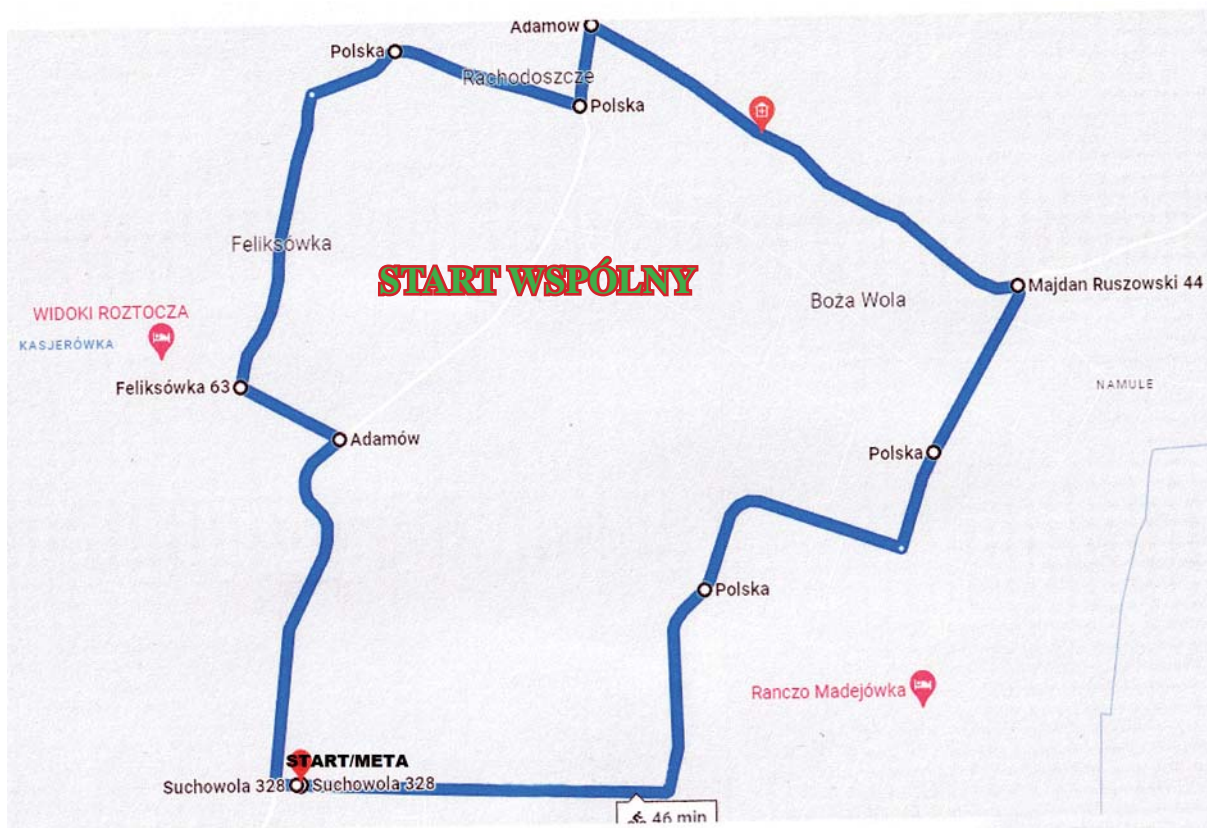 Adamow
Polska
Rachodoszcze
Polska
Feliksówka
START WSPÓLNY
Majdan Ruszowski 44
Boża Wola
WIDOKI ROZTOCZA
KASJERÓWKA
Feliksówka 63
NAMULE
Adamów
Polska
Polska
Ranczo Madejówka
START/META
Suchowola 328
Suchowola 328
46 min